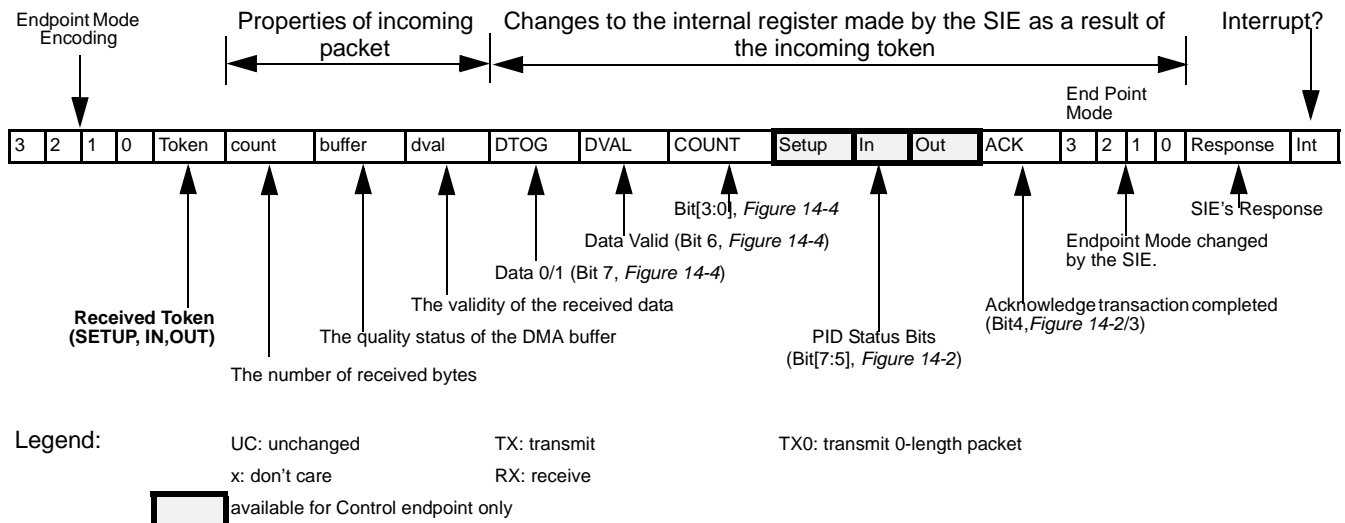 Endpoint Mode
Encoding
Properties of incoming
packet
Changes to the internal register made by the SIE as a result of
the incoming token
Interrupt?
End Point
Mode
3 2 1 0 Token count buffer dval DTOG DVAL COUNT Setup In Out ACK 3 2 1 0 Response Int
Bit[3:0], Figure 14-4
SIE's Response
Data Valid (Bit 6, Figure 14-4)
Endpoint Mode changed
by the SIE.
Data 0/1 (Bit 7, Figure 14-4)
The validity of the received data
Received Token
(SETUP, IN,OUT)
The quality status of the DMA buffer
Acknowledge transaction completed
(Bit4,Figure 14-2/3)
PID Status Bits
(Bit[7:5], Figure 14-2)
The number of received bytes
Legend:
UC: unchanged
TX: transmit
TX0: transmit 0-length packet
x: don't care
RX: receive
available for Control endpoint only